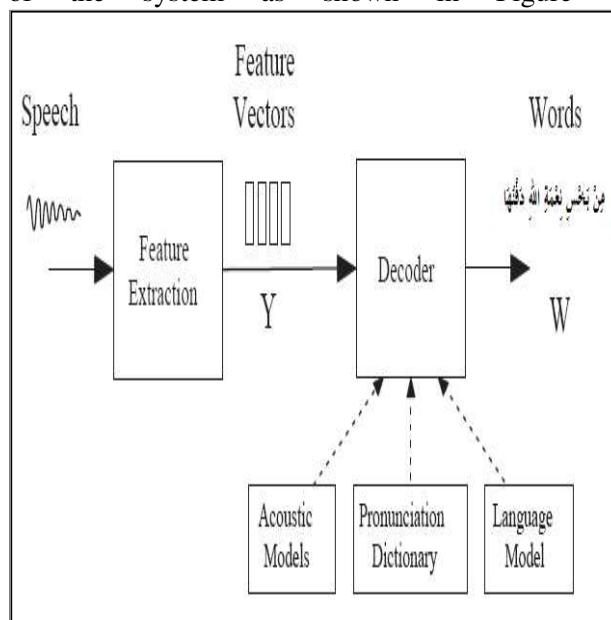 of the system as shown in Figure
Feature
Speech Vectors Words
مِنْ بَخْسِ نِعْمَةِ اللهِ
Feature
Extraction
Decoder
Y
W
Acoustic
Models
Pronunciation
Dictionary
Language
Model